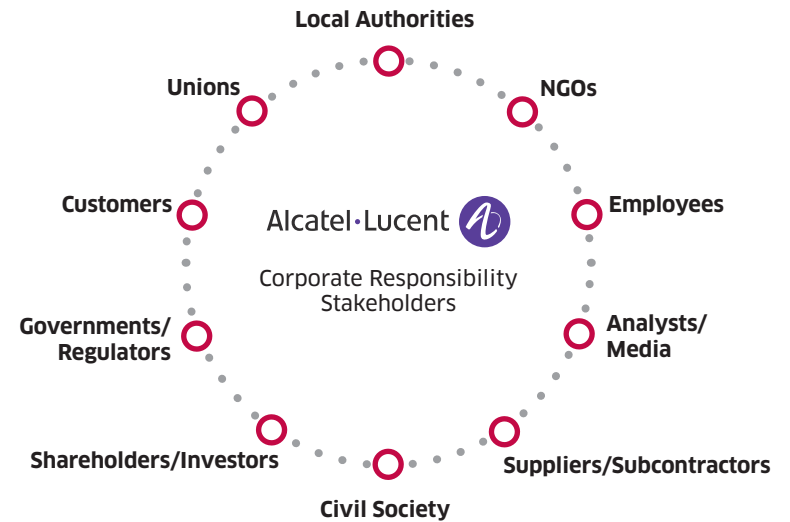 Local Authorities
Unions
NGOs
Customers
Employees
Alcatel·Lucent
Corporate Responsibility
Stakeholders
Governments/
Regulators
Analysts/
Media
Shareholders/Investors
Suppliers/Subcontractors
Civil Society